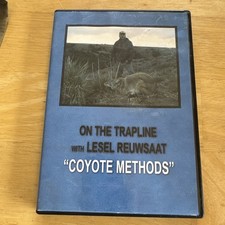 ON THE TRAPLINE
WITH LESEL REUWSAAT
"COYOTE METHODS"